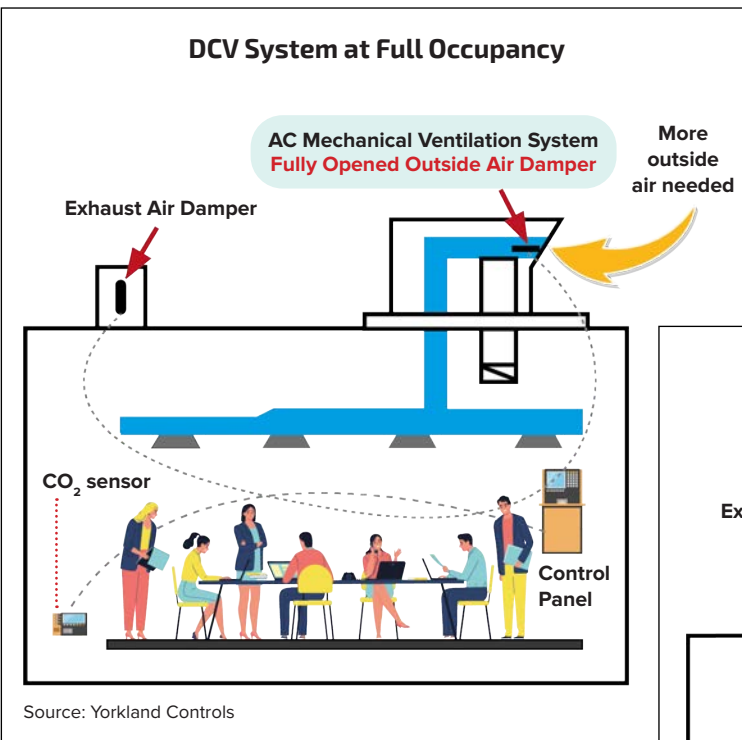 DCV System at Full Occupancy
AC Mechanical Ventilation System
Fully Opened Outside Air Damper
More
outside
air needed
Exhaust Air Damper
CO₂ sensor
Control
Panel
Ex
Source: Yorkland Controls